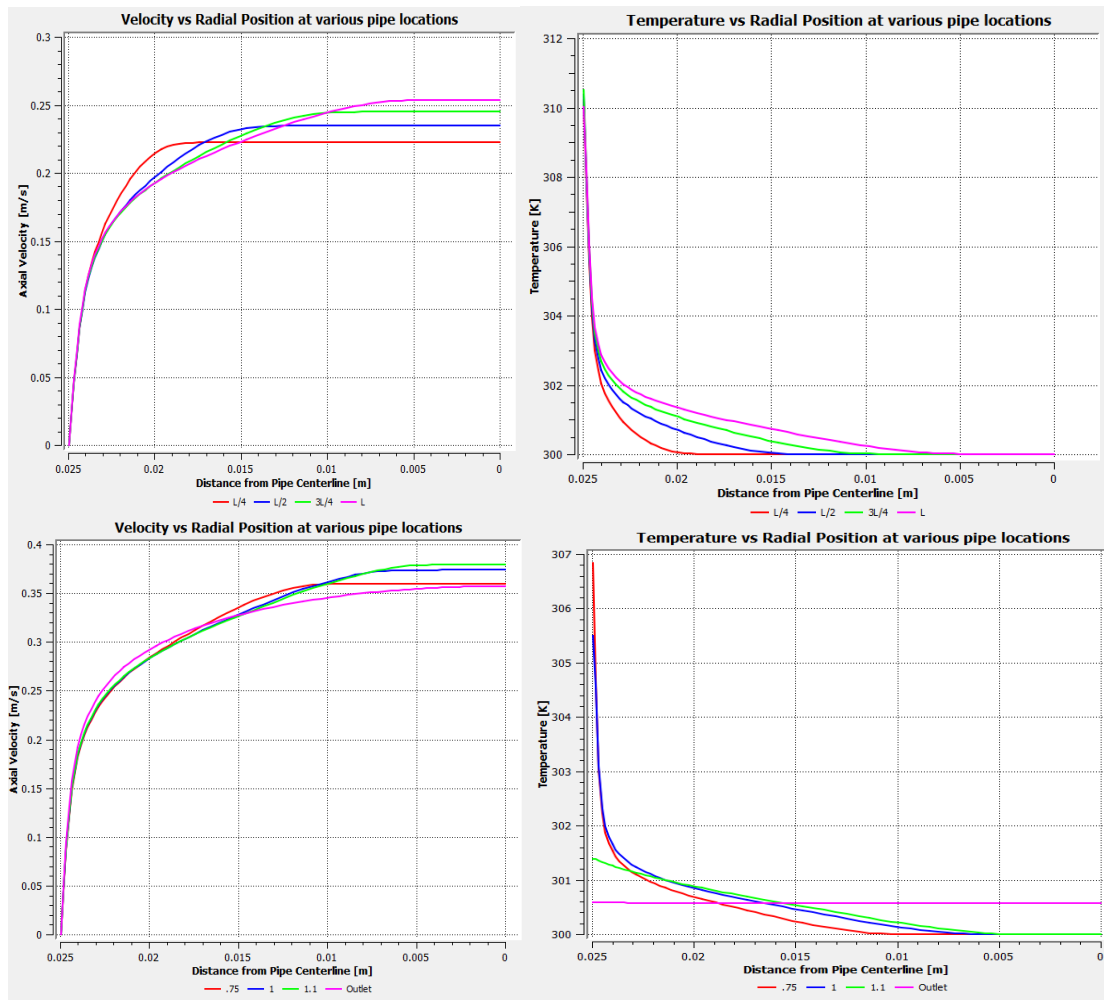 Velocity vs Radial Position at various pipe locations
0.3
0.25
0.2
0.15
0.1
0.05
0
Axial Velocity [m/s]
0.025 0.02 0.015 0.01 0.005 0
Distance from Pipe Centerline [m]
L/4 L/2 3L/4 L
Temperature vs Radial Position at various pipe locations
312
310
308
306
304
302
300
Temperature [K]
0.025 0.02 0.015 0.01 0.005 0
Distance from Pipe Centerline [m]
L/4 L/2 3L/4 L
Velocity vs Radial Position at various pipe locations
0.4
0.35
0.3
0.25
0.2
0.15
0.1
0.05
0
Axial Velocity [m/s]
0.025 0.02 0.015 0.01 0.005 0
Distance from Pipe Centerline [m]
.75 1 1.1 Outlet
Temperature vs Radial Position at various pipe locations
307
306
305
304
303
302
301
300
Temperature [K]
0.025 0.02 0.015 0.01 0.005 0
Distance from Pipe Centerline [m]
.75 1 1.1 Outlet